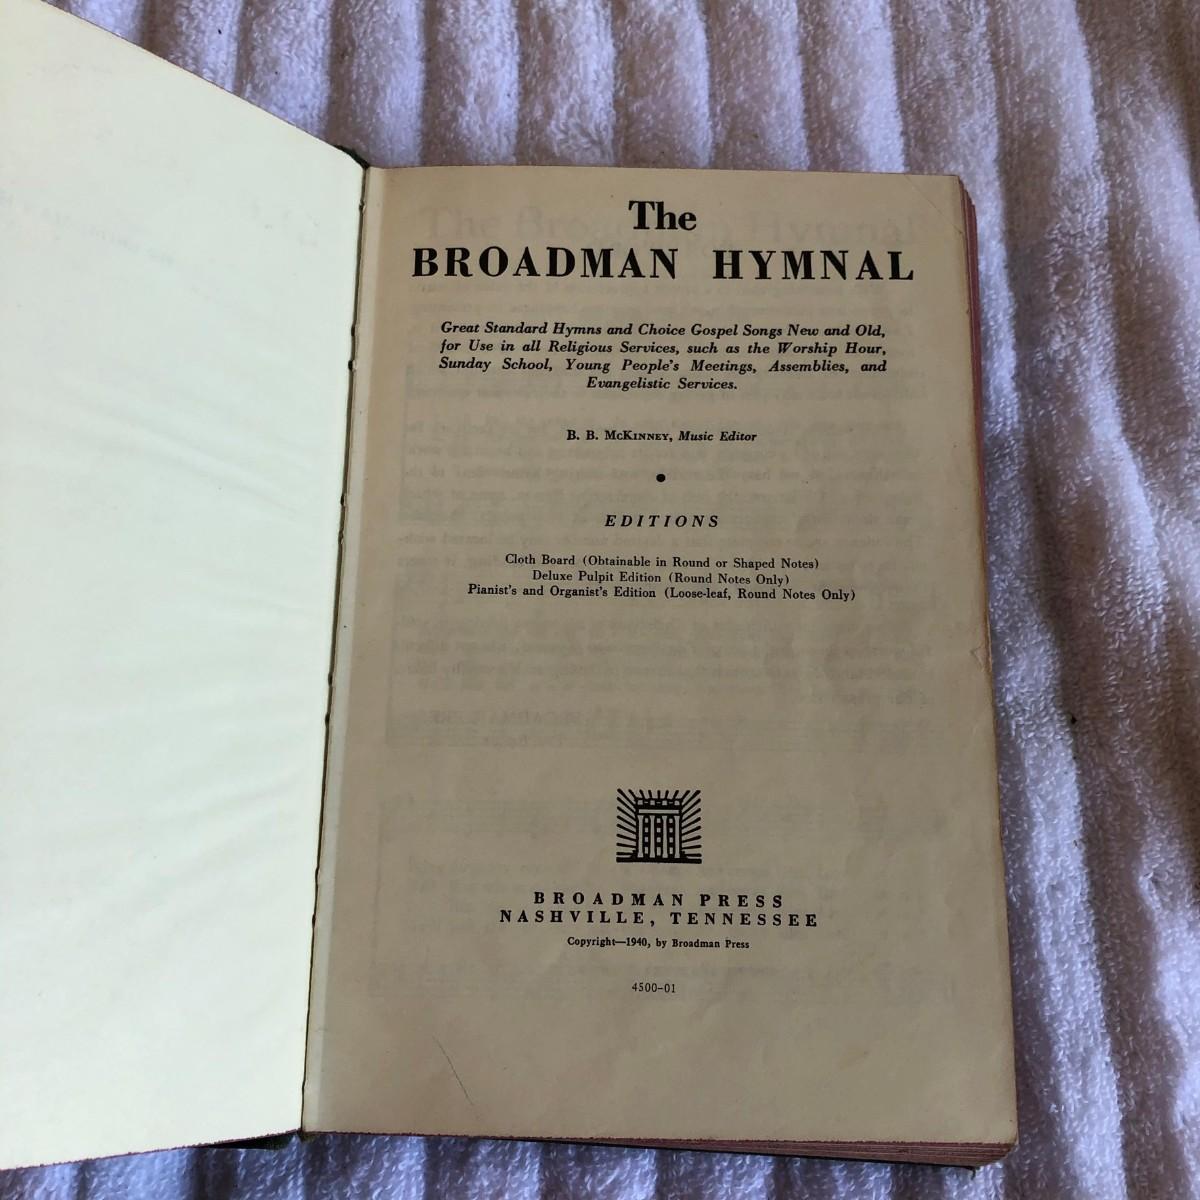 The
BROADMAN HYMNAL
Great Standard Hymns and Choice Gospel Songs New and Old,
for Use in all Religious Services, such as the Worship Hour,
Sunday School, Young People's Meetings, Assemblies, and
Evangelistic Services.
B. B. MCKINNEY, Music Editor
EDITIONS
Cloth Board (Obtainable in Round or Shaped Notes)
Deluxe Pulpit Edition (Round Notes Only)
Pianist's and Organist's Edition (Loose-leaf, Round Notes Only)
BROADMAN PRESS
NASHVILLE, TENNESSEE
Copyright—1940, by Broadman Press
4500-01